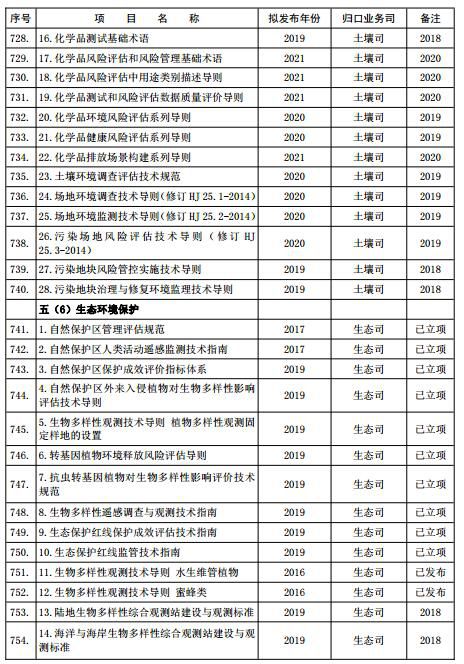 序号 项 目 名 称 拟发布年份 归口业务司 备注
728. 16.化学品测试基础术语 2019 土壤司 2018
729. 17.化学品风险评估和风险管理基础术语 2021 土壤司 2020
730. 18.化学品风险评估中用途类别描述导则 2021 土壤司 2020
731. 19.化学品测试和风险评估数据质量评价导则 2021 土壤司 2020
732. 20.化学品环境风险评估系列导则 2020 土壤司 2019
733. 21.化学品健康风险评估系列导则 2020 土壤司 2019
734. 22.化学品排放场景构建系列导则 2021 土壤司 2020
735. 23.土壤环境调查评估技术规范 2020 土壤司 2019
736. 24.场地环境调查技术导则(修订HJ 25.1-2014) 2020 土壤司 2019
737. 25.场地环境监测技术导则(修订HJ 25.2-2014) 2020 土壤司 2019
738. 26.污染场地风险评估技术导则(修订 HJ
25.3-2014) 2020 土壤司 2019
739. 27.污染地块风险管控实施技术导则 2019 土壤司 2018
740. 28.污染地块治理与修复环境监理技术导则 2019 土壤司 2018
五(6)生态环境保护
741. 1.自然保护区管理评估规范 2017 生态司 已立项
742. 2.自然保护区人类活动遥感监测技术指南 2017 生态司 已立项
743. 3.自然保护区保护成效评价指标体系 2019 生态司 已立项
744. 4.自然保护区外来入侵植物对生物多样性影响
评估技术导则 2019 生态司 已立项
745. 5.生物多样性观测技术导则 植物多样性观测固
定样地的设置 2019 生态司 已立项
746. 6.转基因植物环境释放风险评估导则 2019 生态司 已立项
747. 7.抗虫转基因植物对生物多样性影响评价技术
规范 2019 生态司 已立项
748. 8.生物多样性遥感调查与观测技术指南 2019 生态司 已立项
749. 9.生态保护红线保护成效评估技术指南 2019 生态司 已立项
750. 10.生态保护红线监管技术指南 2019 生态司 已立项
751. 11.生物多样性观测技术导则 水生维管植物 2016 生态司 已发布
752. 12.生物多样性观测技术导则 蜜蜂类 2016 生态司 已发布
753. 13.陆地生物多样性综合观测站建设与观测标准 2019 生态司 2018
754. 14.海洋与海岸生物多样性综合观测站建设与观
测标准 2019 生态司 2018